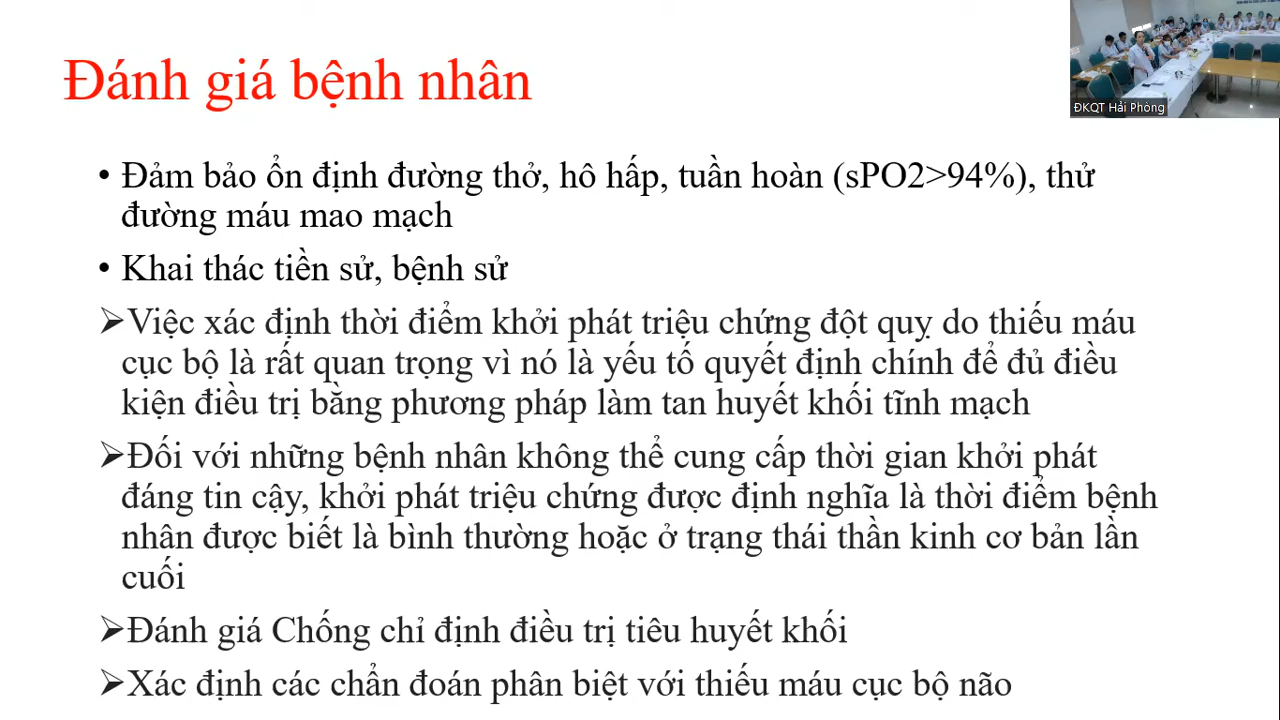 Đánh giá bệnh nhân
ĐKQT Hải Phòng
• Đảm bảo ổn định đường thở, hô hấp, tuần hoàn (sPO2>94%), thử
đường máu mao mạch
• Khai thác tiền sử, bệnh sử
➢Việc xác định thời điểm khởi phát triệu chứng đột quỵ do thiếu máu
cục bộ là rất quan trọng vì nó là yếu tố quyết định chính để đủ điều
kiện điều trị bằng phương pháp làm tan huyết khối tĩnh mạch
➢Đối với những bệnh nhân không thể cung cấp thời gian khởi phát
đáng tin cậy, khởi phát triệu chứng được định nghĩa là thời điểm bệnh
nhân được biết là bình thường hoặc ở trạng thái thần kinh cơ bản lần
cuối
➢Đánh giá Chống chỉ định điều trị tiêu huyết khối
➢Xác định các chẩn đoán phân biệt với thiếu máu cục bộ não